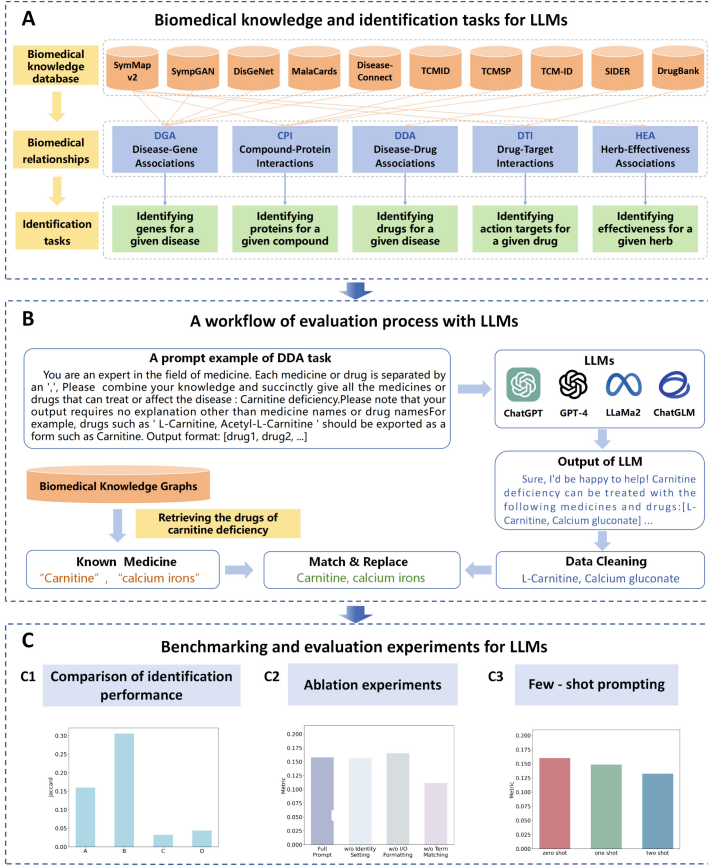 A
Biomedical knowledge and identification tasks for LLMs
Biomedical
knowledge
database
SymMap
v2
SympGAN
DisGeNet
MalaCards
Disease-
Connect
TCMID
TCMSP
TCM-ID
SIDER
DrugBank
Biomedical
relationships
DGA
Disease-Gene
Associations
CPI
Compound-Protein
Interactions
DDA
Disease-Drug
Associations
DTI
Drug-Target
Interactions
HEA
Herb-Effectiveness
Associations
Identification
tasks
Identifying
genes for a
given disease
Identifying
proteins for a
given compound
Identifying
drugs for a
given disease
Identifying
action targets for
a given drug
Identifying
effectiveness for a
given herb
B
A workflow of evaluation process with LLMs
A prompt example of DDA task
You are an expert in the field of medicine. Each medicine or drug is separated by
an ',', Please combine your knowledge and succinctly give all the medicines or
drugs that can treat or affect the disease : Carnitine deficiency.Please note that your
output requires no explanation other than medicine names or drug namesFor
example, drugs such as ' L-Carnitine, Acetyl-L-Carnitine ' should be exported as a
form such as Carnitine. Output format: [drug1, drug2, ...]
LLMs
ChatGPT
GPT-4
LLaMa2
ChatGLM
Output of LLM
Sure, I'd be happy to help! Carnitine
deficiency can be treated with the
following medicines and drugs:[L-
Carnitine, Calcium gluconate] ...
Biomedical Knowledge Graphs
Retrieving the drugs of
carnitine deficiency
Known Medicine
“Carnitine” , “calcium irons”
Match & Replace
Carnitine, calcium irons
Data Cleaning
L-Carnitine, Calcium gluconate
C
Benchmarking and evaluation experiments for LLMs
C1
Comparison of identification
performance
C2
Ablation experiments
C3
Few - shot prompting
Jaccard
0.30
0.25
0.20
0.15
0.10
0.05
0.00
A
B
C
D
Metric
0.200
0.175
0.150
0.125
0.100
0.075
0.050
0.025
0.000
Full
Prompt
w/o Identity
Setting
w/o I/O
Formatting
w/o Term
Matching
Metric
0.200
0.175
0.150
0.125
0.100
0.075
0.050
0.025
0.000
zero shot
one shot
two shot